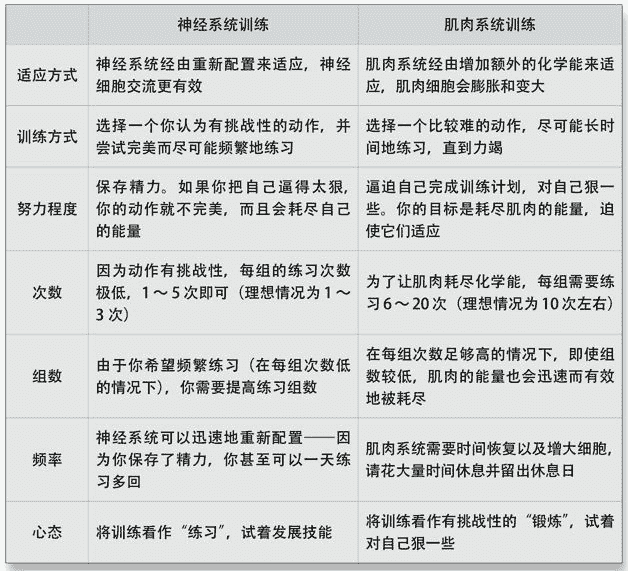 神经系统训练
肌肉系统训练
适应方式
神经系统经由重新配置来适应，神经
细胞交流更有效
肌肉系统经由增加额外的化学能来适
应，肌肉细胞会膨胀和变大
训练方式
选择一个你认为有挑战性的动作，并
尝试完美而尽可能频繁地练习
选择一个比较难的动作，尽可能长时
间地练习，直到力竭
努力程度
保存精力。如果你把自己逼得太狠，
你的动作就不完美，而且会耗尽自己
的能量
逼迫自己完成训练计划，对自己狠一
些。你的目标是耗尽肌肉的能量，迫
使它们适应
次数
因为动作有挑战性，每组的练习次数
极低，1～5次即可（理想情况为1～
3次）
为了让肌肉耗尽化学能，每组需要练
习6～20次（理想情况为10次左右）
组数
由于你希望频繁练习（在每组次数低
的情况下），你需要提高练习组数
在每组次数足够高的情况下，即使组
数较低，肌肉的能量也会迅速而有效
地被耗尽
频率
神经系统可以迅速地重新配置——因
为你保存了精力，你甚至可以一天练
习多回
肌肉系统需要时间恢复以及增大细胞，
请花大量时间休息并留出休息日
心态
将训练看作“练习”，试着发展技能
将训练看作有挑战性的“锻炼”，试着
对自己狠一些